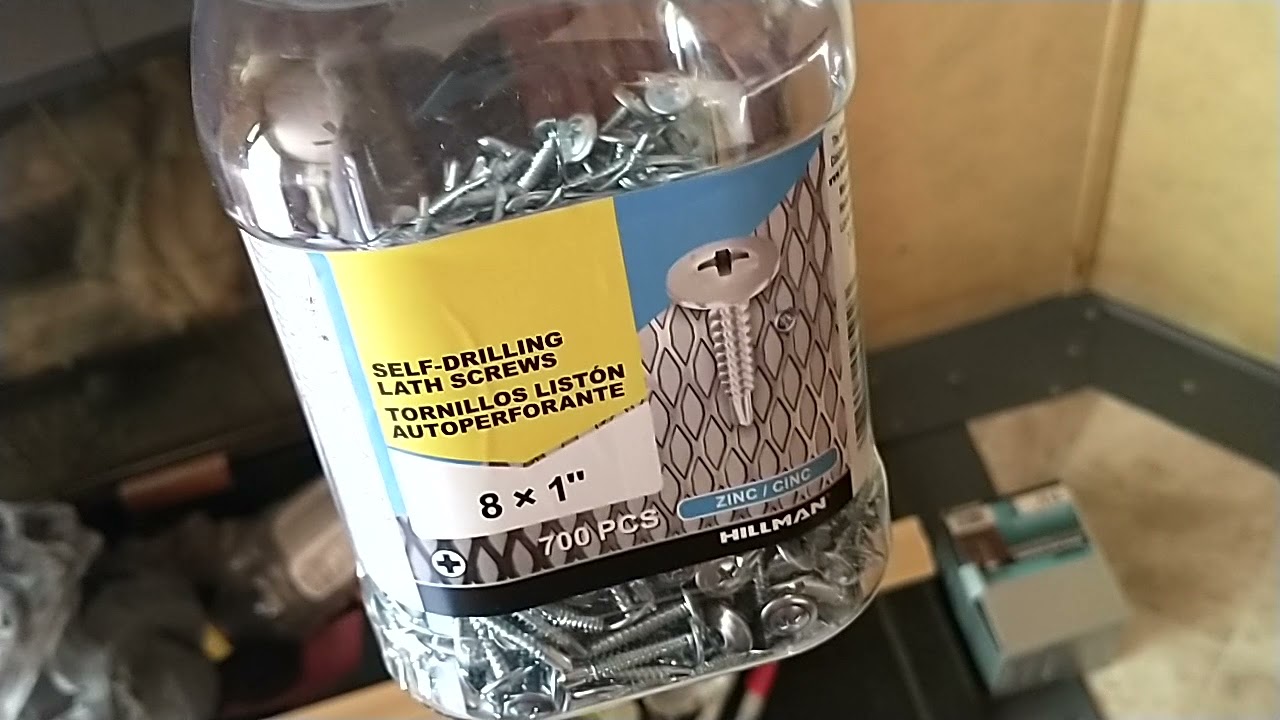 SELF-DRILLING
LATH SCREWS
TORNILLOS LISTÓN
AUTOPERFORANTE
8 × 1"
700 PCS
ZINC / CINC
HILLMAN